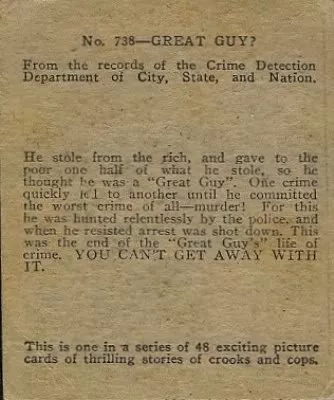 No. 738—GREAT GUY?
From the records of the Crime Detection
Department of City, State, and Nation.
He stole from the rich, and gave to the
poor one half of what he stole, so he
thought he was a "Great Guy". One crime
quickly led to another until he committed
the worst crime of all—murder! For this
he was hunted relentlessly by the police, and
when he resisted arrest was shot down. This
was the end of the "Great Guy's" life of
crime. YOU CAN'T GET AWAY WITH
IT.
This is one in a series of 48 exciting picture
cards of thrilling stories of crooks and cops.